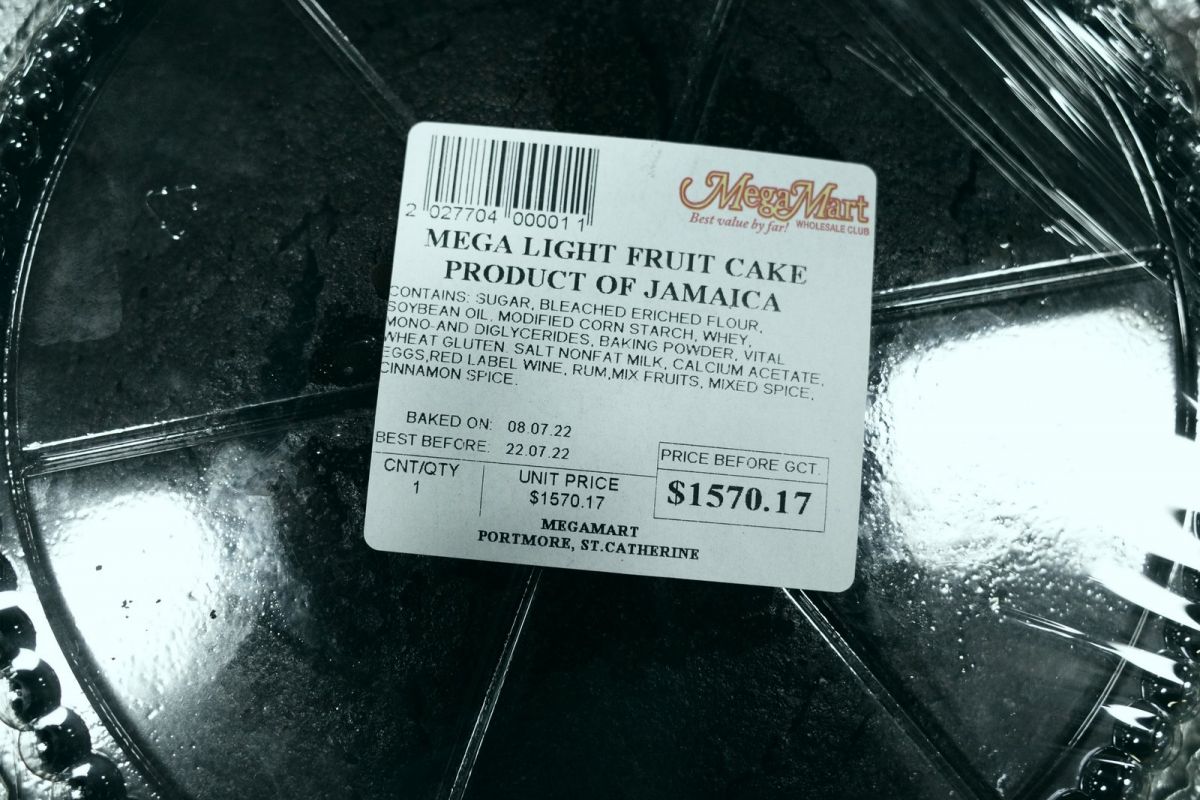 2 027704 00001 1
MegaMart
Best value by far! WHOLESALE CLUB
MEGA LIGHT FRUIT CAKE
PRODUCT OF JAMAICA
CONTAINS: SUGAR, BLEACHED ERICHED FLOUR,
SOYBEAN OIL, MODIFIED CORN STARCH, WHEY,
MONO-AND DIGLYCERIDES, BAKING POWDER, VITAL
WHEAT GLUTEN, SALT NONFAT MILK, CALCIUM ACETATE,
EGGS,RED LABEL WINE, RUM,MIX FRUITS, MIXED SPICE,
CINNAMON SPICE.
BAKED ON: 08.07.22
BEST BEFORE: 22.07.22
CNT/QTY
1
UNIT PRICE
$1570.17
PRICE BEFORE GCT.
$1570.17
MEGAMART
PORTMORE, ST.CATHERINE